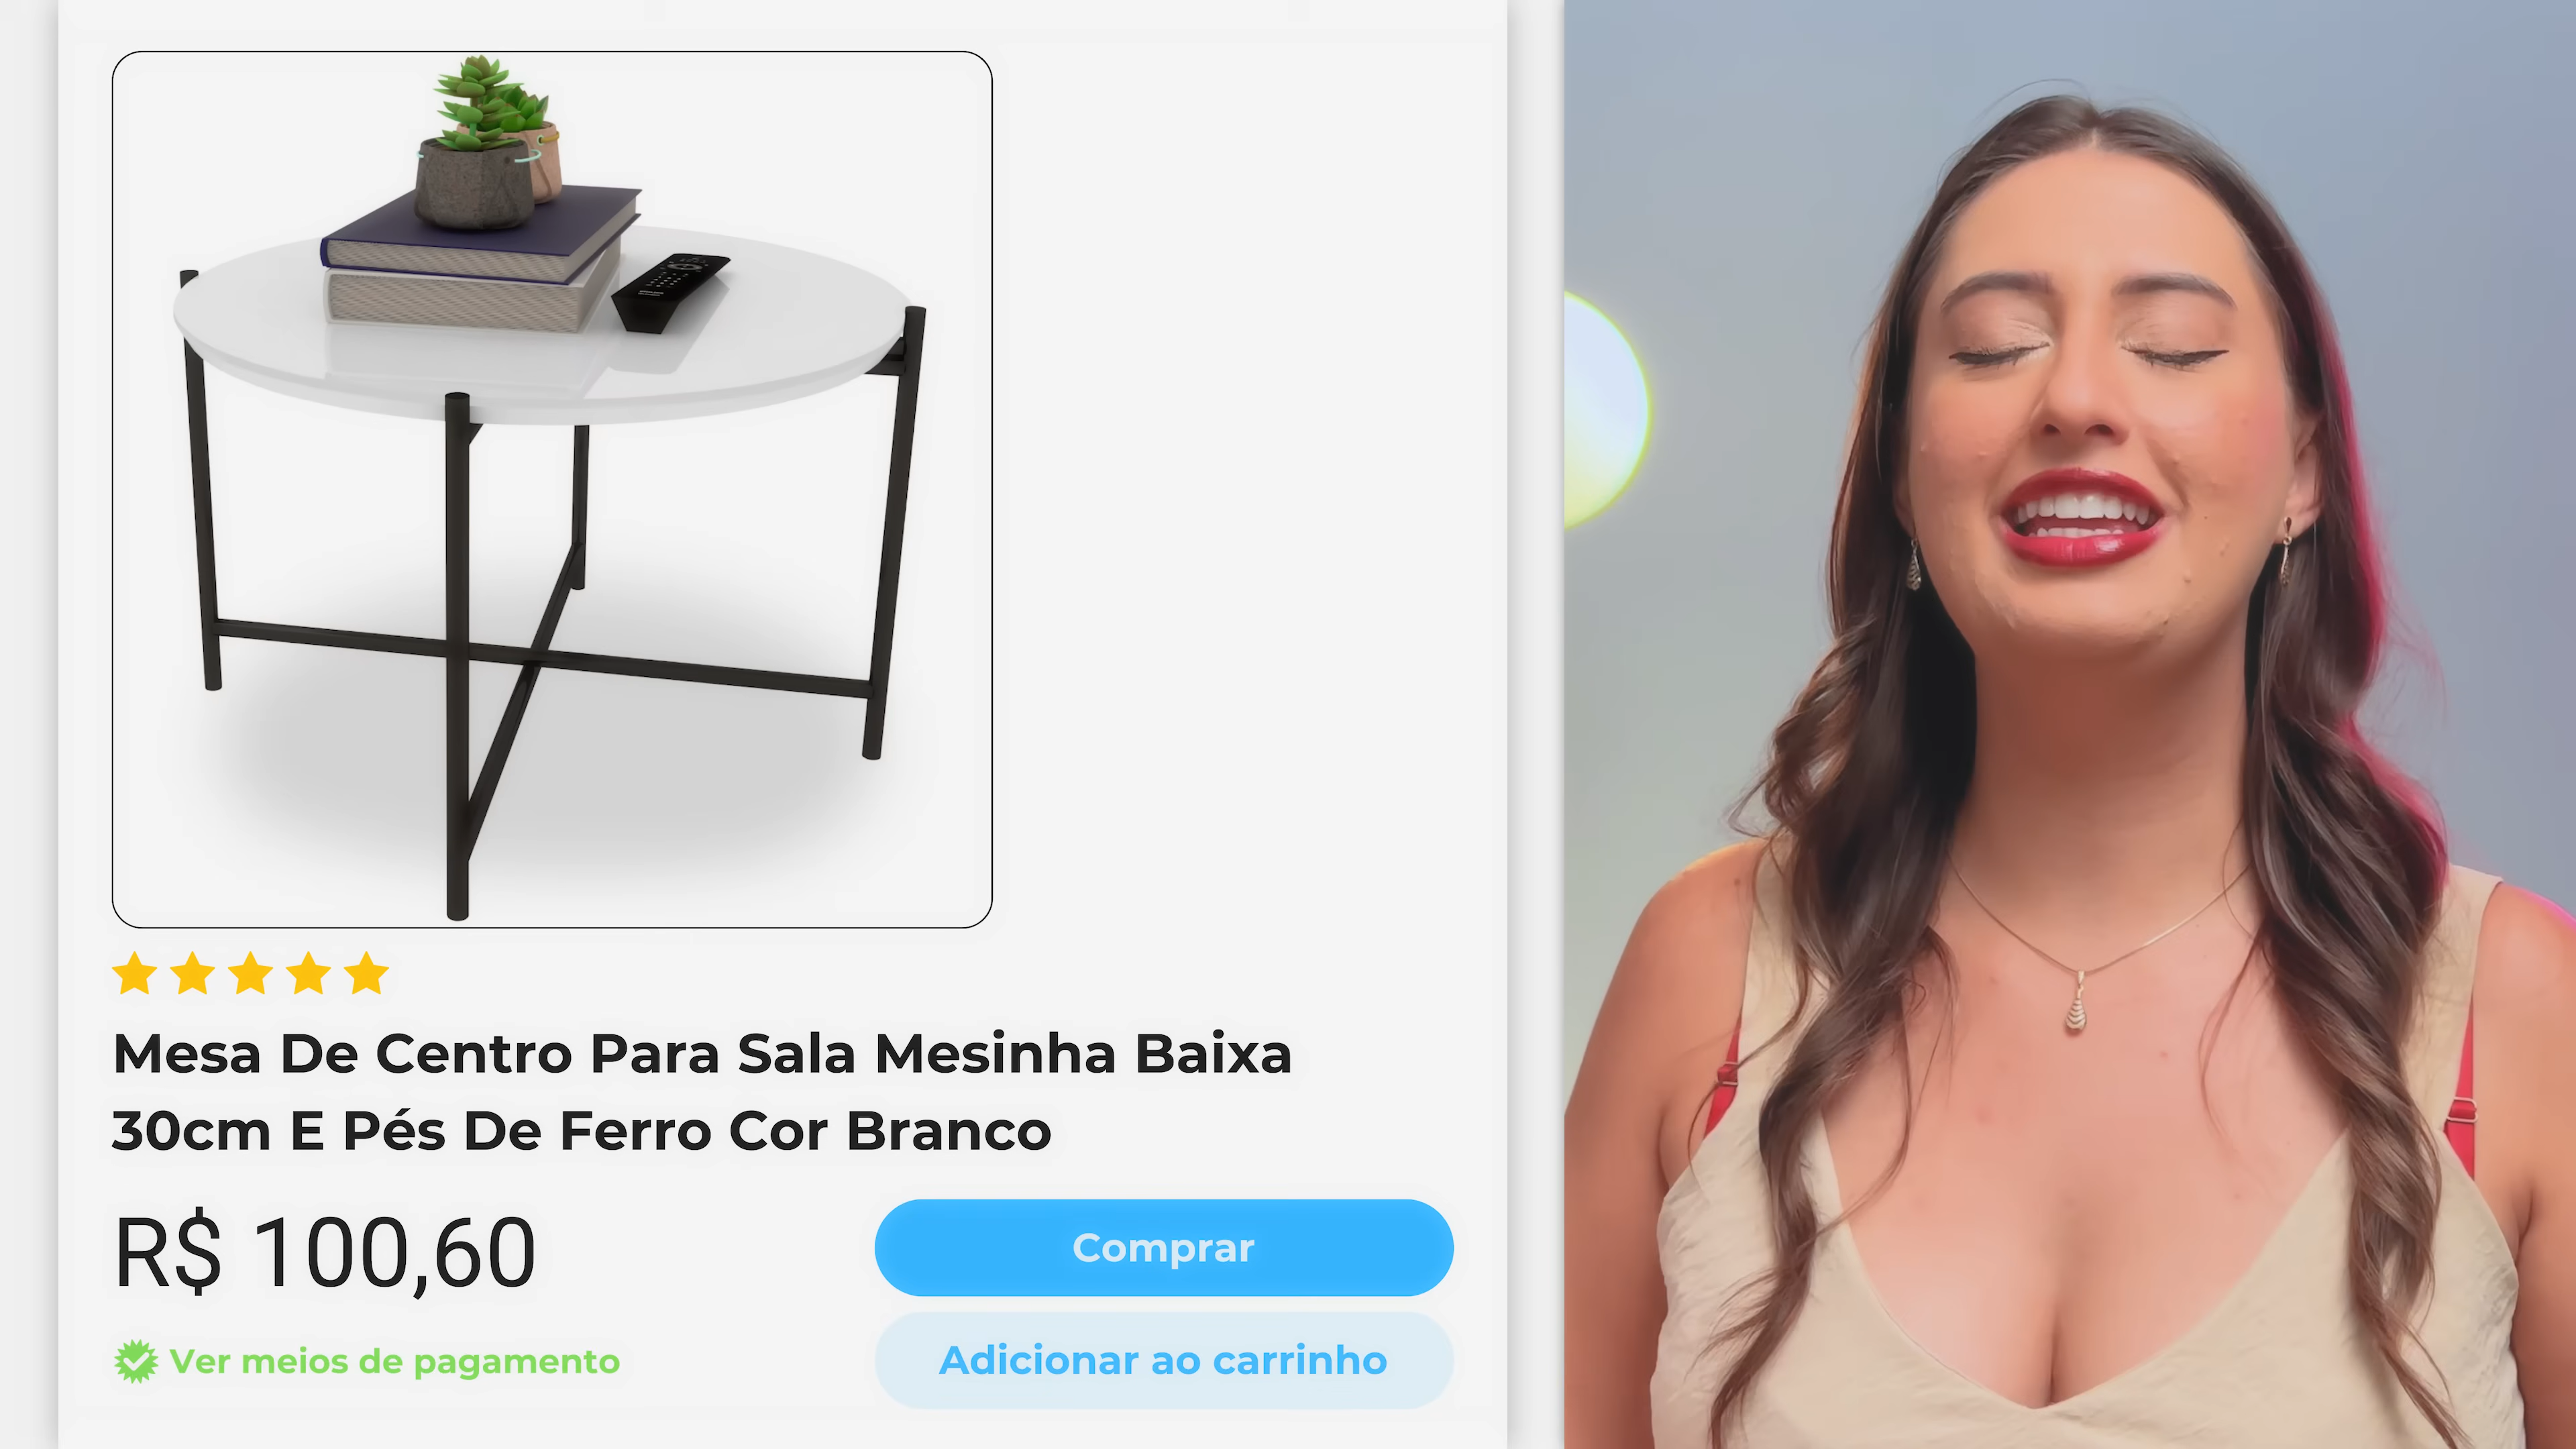 Mesa De Centro Para Sala Mesinha Baixa
30cm E Pés De Ferro Cor Branco
R$ 100,60
Comprar
Ver meios de pagamento
Adicionar ao carrinho